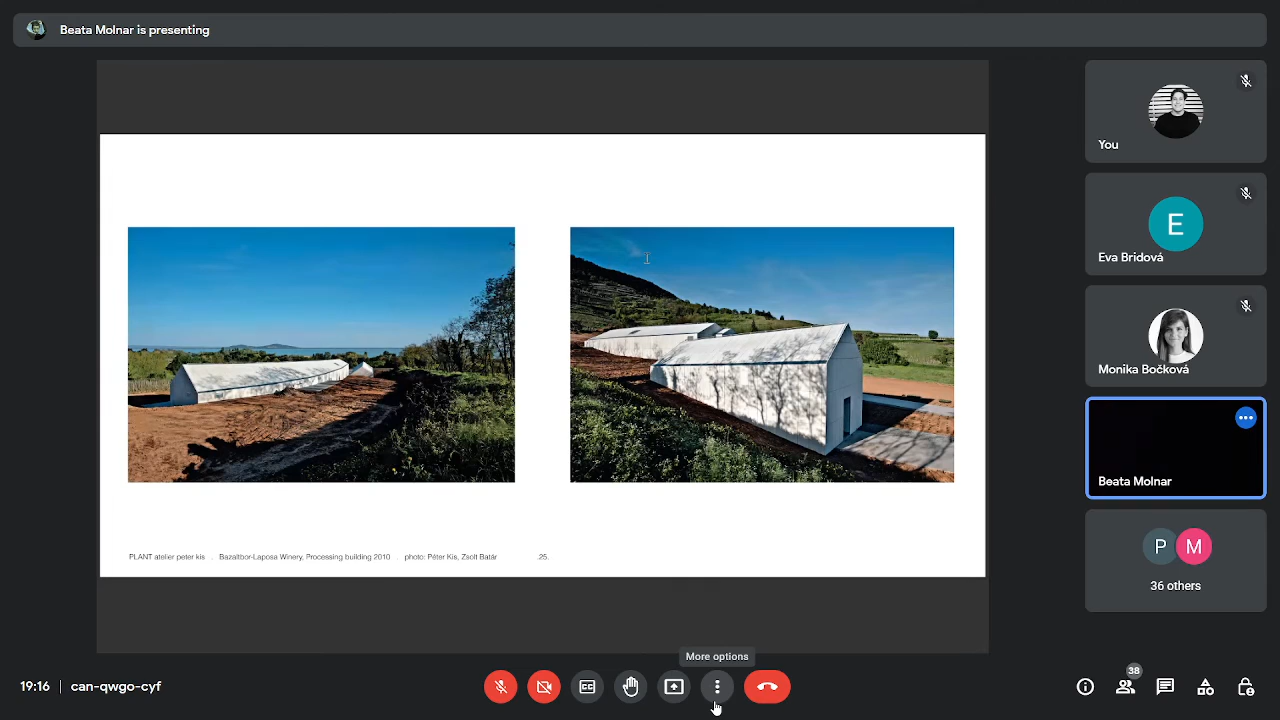 Beata Molnar is presenting
You
E
Eva Bridová
Monika Bočková
Beata Molnar
P M
36 others
PLANT atelier peter kis . Bazaltbor-Laposa Winery, Processing building 2010 . photo: Péter Kis, Zsolt Batár 25.
More options
19:16 | can-qwgo-cyf
CC
38